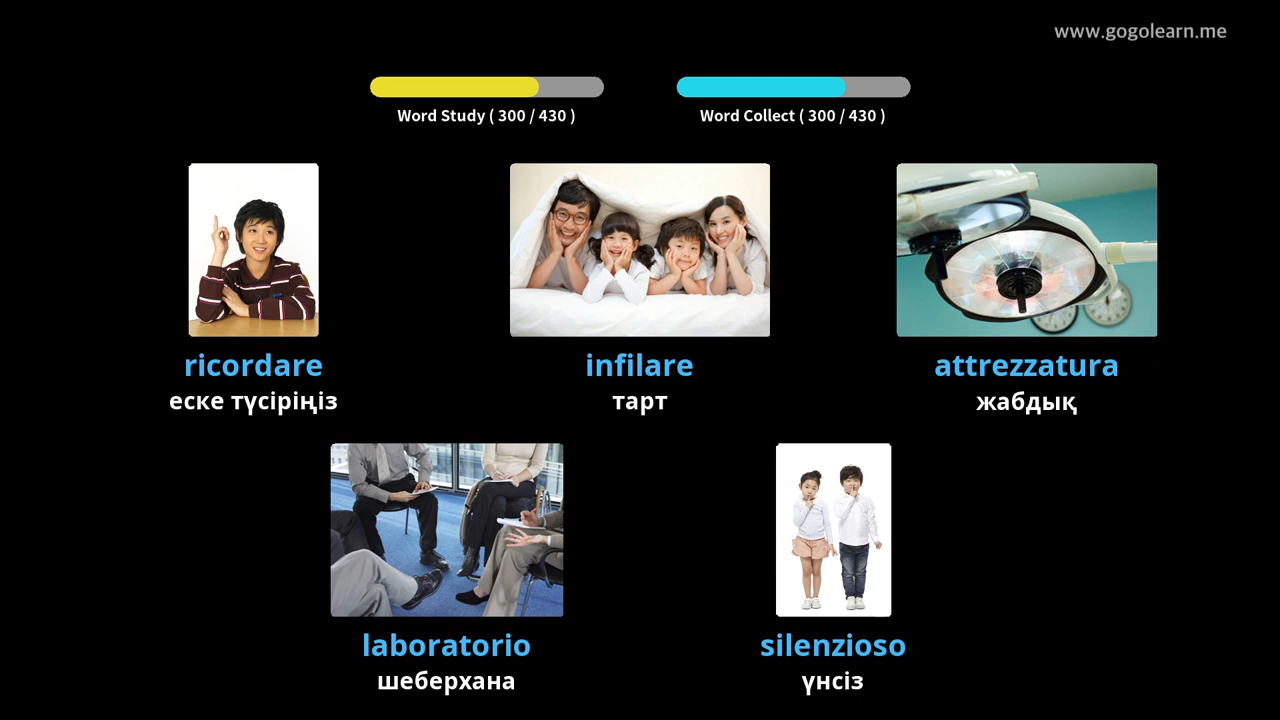 www.gogolearn.me
Word Study ( 300 / 430 )
Word Collect ( 300 / 430 )
ricordare
еске түсіріңіз
infilare
тарт
attrezzatura
жабдық
laboratorio
шеберхана
silenzioso
үнсіз